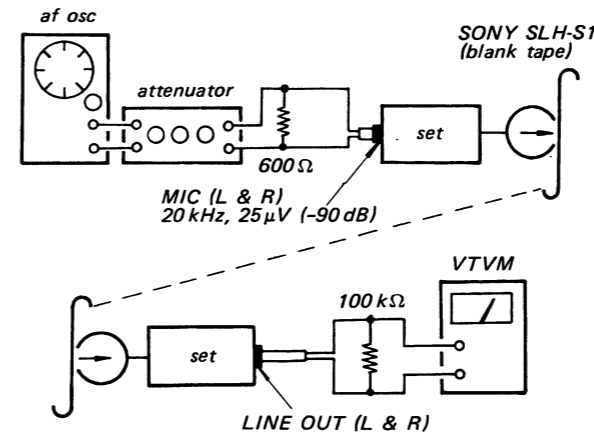 af osc
attenuator
SONY SLH-S1
(blank tape)
set
600Ω
MIC (L & R)
20 kHz, 25μV (-90 dB)
VTVM
100 kΩ
set
LINE OUT (L & R)